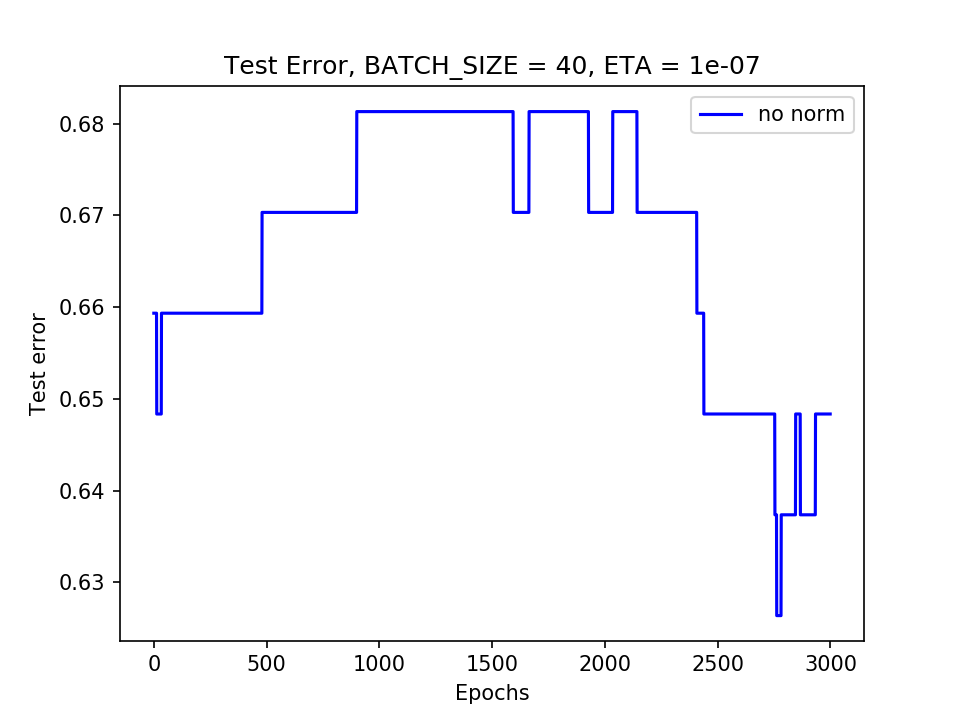 Test Error, BATCH_SIZE = 40, ETA = 1e-07
no norm
0.68
0.67
0.66
0.65
0.64
0.63
Test error
0 500 1000 1500 2000 2500 3000
Epochs